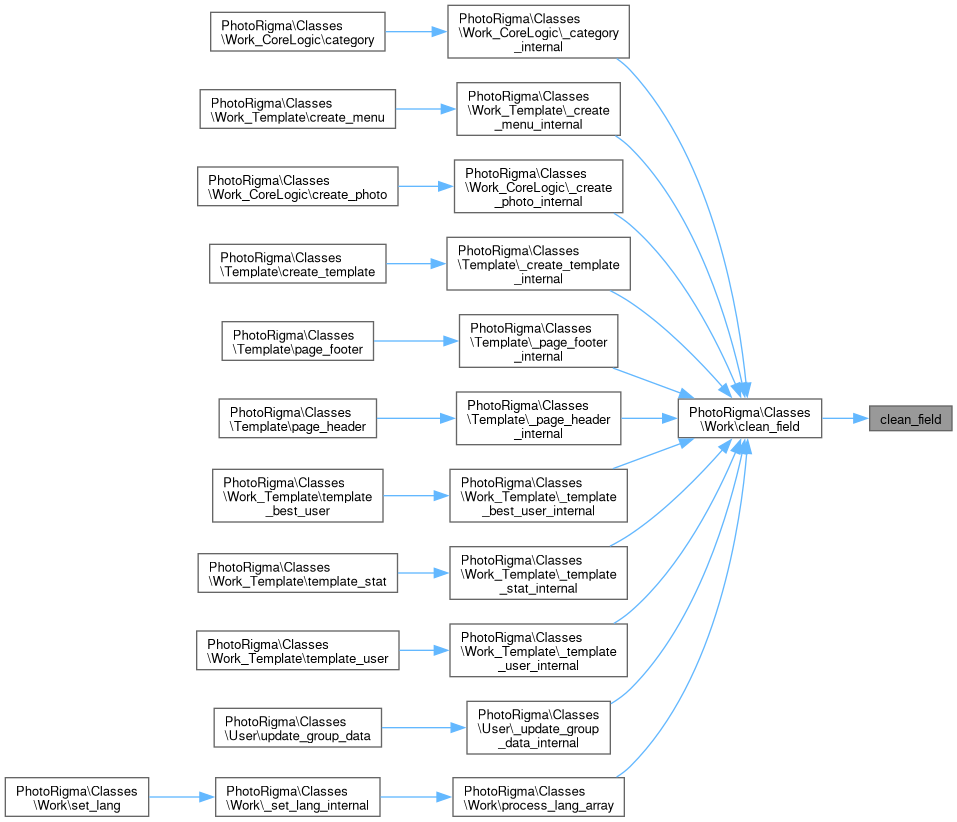 PhotoRigma\Classes
\Work_CoreLogic\category
PhotoRigma\Classes
\Work_CoreLogic\_category
_internal
PhotoRigma\Classes
\Work_Template\create_menu
PhotoRigma\Classes
\Work_Template\_create
_menu_internal
PhotoRigma\Classes
\Work_CoreLogic\create_photo
PhotoRigma\Classes
\Work_CoreLogic\_create
_photo_internal
PhotoRigma\Classes
\Template\create_template
PhotoRigma\Classes
\Template\_create_template
_internal
PhotoRigma\Classes
\Template\page_footer
PhotoRigma\Classes
\Template\_page_footer
_internal
PhotoRigma\Classes
\Template\page_header
PhotoRigma\Classes
\Template\_page_header
_internal
PhotoRigma\Classes
\Work\clean_field
clean_field
PhotoRigma\Classes
\Work_Template\template
_best_user
PhotoRigma\Classes
\Work_Template\_template
_best_user_internal
PhotoRigma\Classes
\Work_Template\template_stat
PhotoRigma\Classes
\Work_Template\_template
_stat_internal
PhotoRigma\Classes
\Work_Template\template_user
PhotoRigma\Classes
\Work_Template\_template
_user_internal
PhotoRigma\Classes
\User\update_group_data
PhotoRigma\Classes
\User\_update_group
_data_internal
PhotoRigma\Classes
\Work\set_lang
PhotoRigma\Classes
\Work\_set_lang_internal
PhotoRigma\Classes
\Work\process_lang_array